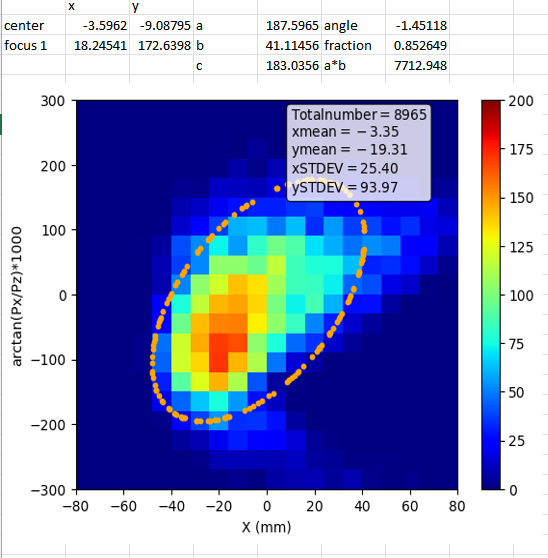 x y
center -3.5962 -9.08795 a 187.5965 angle -1.45118
focus 1 18.24541 172.6398 b 41.11456 fraction 0.852649
c 183.0356 a*b 7712.948
Totalnumber = 8965
xmean = −3.35
ymean = −19.31
xSTDEV = 25.40
ySTDEV = 93.97
300
200
100
0
−100
−200
−300
arctan(Px/Pz)*1000
−80 −60 −40 −20 0 20 40 60 80
X (mm)
200
175
150
125
100
75
50
25
0